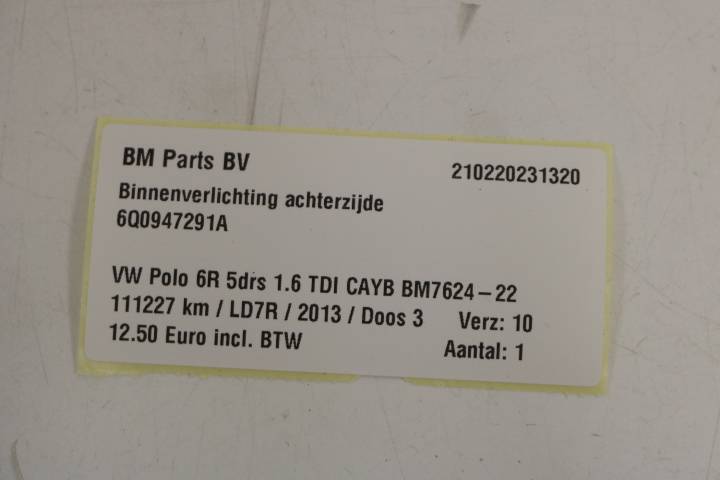 BM Parts BV 210220231320
Binnenverlichting achterzijde
6Q0947291A
VW Polo 6R 5drs 1.6 TDI CAYB BM7624-22
111227 km / LD7R / 2013 / Doos 3 Verz: 10
12.50 Euro incl. BTW Aantal: 1